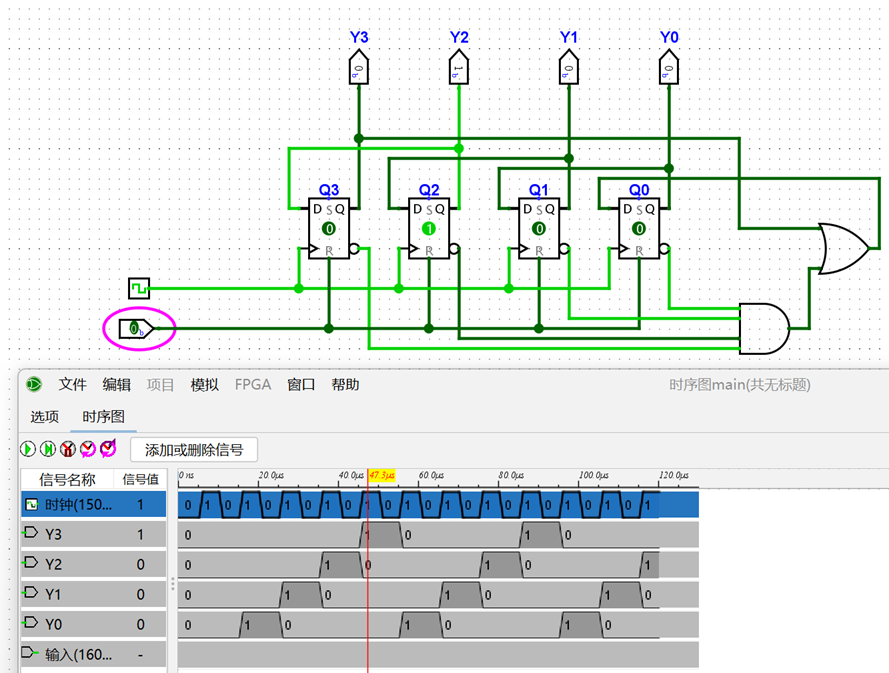 Y3 Y2 Y1 Y0
0b 1b 0b 0b
Q3 Q2 Q1 Q0
D S Q D S Q D S Q D S Q
0 1 0 0
R R R R
0b
文件 编辑 项目 模拟 FPGA 窗口 帮助 时序图main(共无标题)
选项 时序图
添加或删除信号
信号名称 信号值 0 ns 20.0μs 40.0μs 47.3μs 60.0μs 80.0μs 100.0μs 120.0μs
时钟(150... 1 0 1 0 1 0 1 0 1 0 1 0 1 0 1 0 1 0 1 0 1 0 1 0 1
Y3 1 0 1 0 1 0
Y2 0 0 1 0 1 0 1
Y1 0 0 1 0 1 0 1 0
Y0 0 0 1 0 1 0 1 0
输入(160... -